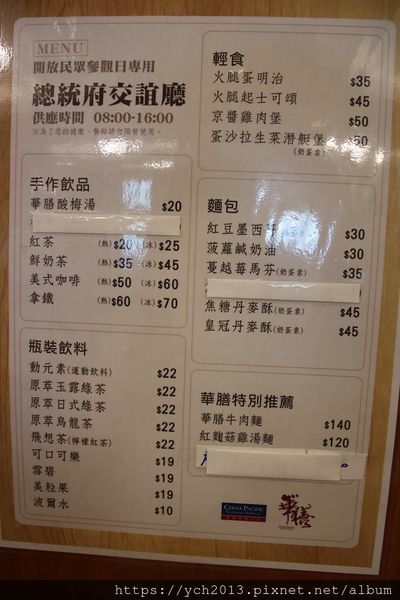 MENU
開放民眾參觀日專用
總統府交誼廳
供應時間 08:00-16:00
※為了您的健康，餐點請勿隔餐使用。
手作飲品
華膳酸梅湯 $20
紅茶 (熱)$20 (冰)$25
鮮奶茶 (熱)$35 (冰)$45
美式咖啡 (熱)$50 (冰)$60
拿鐵 (熱)$60 (冰)$70
瓶裝飲料
動元素(運動飲料) $22
原萃玉露綠茶 $22
原萃日式綠茶 $22
原萃烏龍茶 $22
飛想茶(檸檬紅茶) $22
可口可樂 $19
雪碧 $19
美粒果 $19
波爾水 $10
輕食
火腿蛋明治 $35
火腿起士可頌 $45
京醬雞肉堡 $50
蛋沙拉生菜潛艇堡 $50
(奶蛋素)
麵包
紅豆墨西 $30
菠蘿鹹奶油 $30
蔓越莓馬芬(奶蛋素) $35
焦糖丹麥酥(奶蛋素) $45
皇冠丹麥酥(奶蛋素) $45
華膳特別推薦
華膳牛肉麵 $140
紅麴菇雞湯麵 $120
CHINA PACIFIC
CATERING SERVICES
華膳
https://ych2013.pixnet.net/album